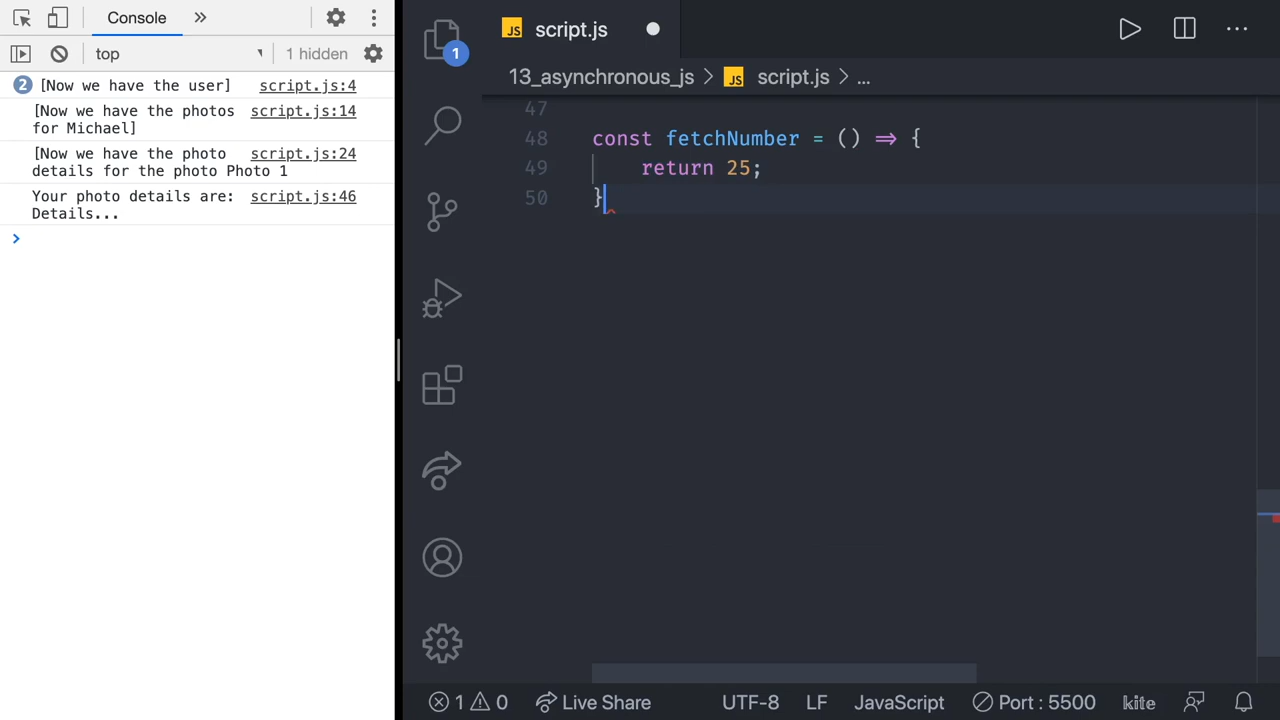 Console
top
1 hidden
2 [Now we have the user] script.js:4
[Now we have the photos script.js:14
for Michael]
[Now we have the photo script.js:24
details for the photo Photo 1
Your photo details are: script.js:46
Details...
>
JS script.js
1
13_asynchronous_js > JS script.js > ...
47
48 const fetchNumber = () => {
49 return 25;
50 }
1 0 Live Share UTF-8 LF JavaScript Port : 5500 kite